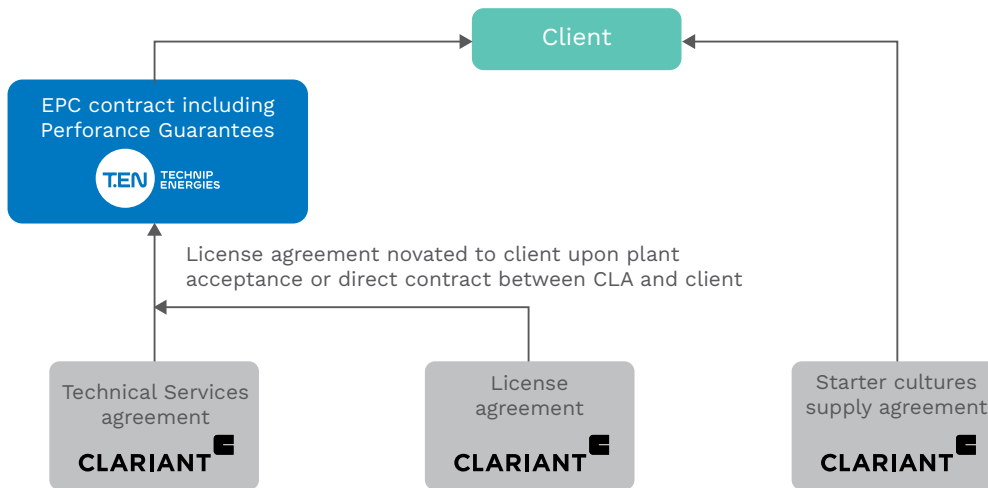 Client
EPC contract including
Perforance Guarantees
T.EN TECHNIP
ENERGIES
License agreement novated to client upon plant
acceptance or direct contract between CLA and client
Technical Services
agreement
CLARIANT
License
agreement
CLARIANT
Starter cultures
supply agreement
CLARIANT